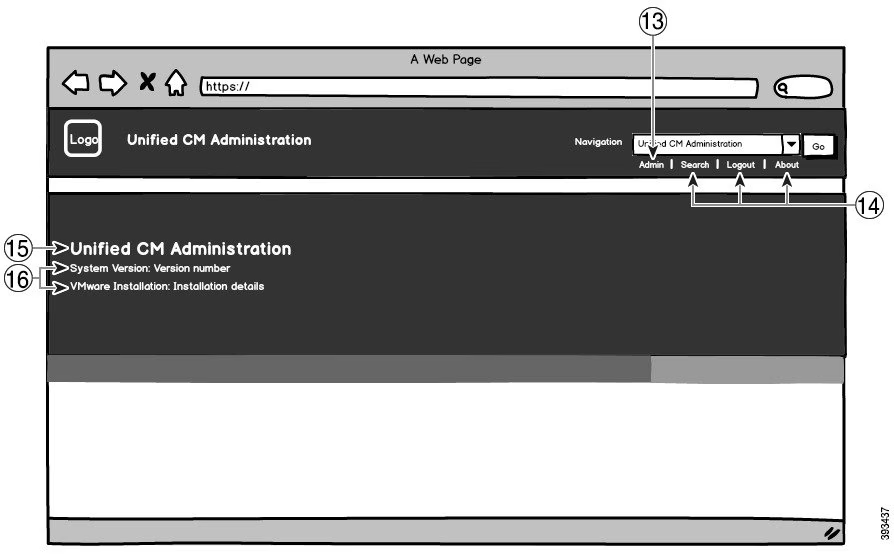 13
A Web Page
https://
Logo
Unified CM Administration
Navigation
Unified CM Administration
Go
Admin | Search | Logout | About
14
15
Unified CM Administration
16
System Version: Version number
VMware Installation: Installation details
393437